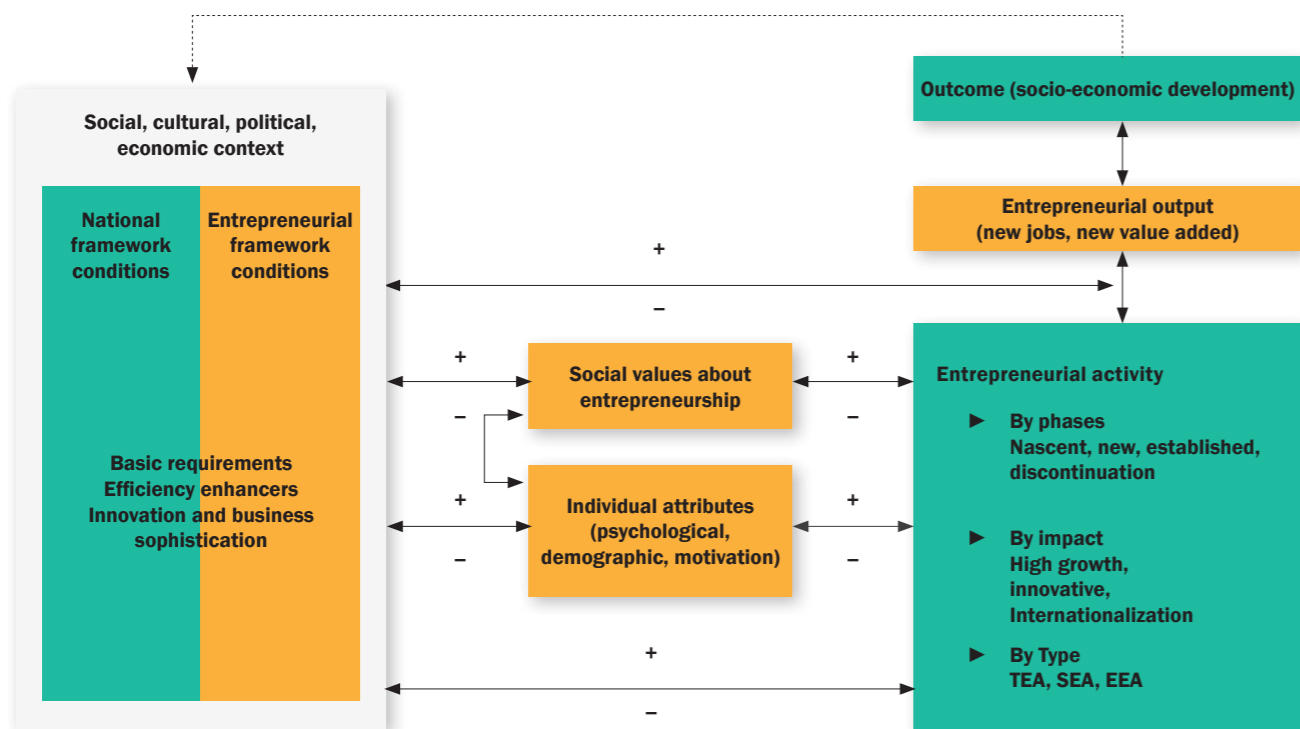 Social, cultural, political,
economic context
National
framework
conditions
Entrepreneurial
framework
conditions
Basic requirements
Efficiency enhancers
Innovation and business
sophistication
+
–
+
–
Social values about
entrepreneurship
+
–
+
–
Individual attributes
(psychological,
demographic, motivation)
+
–
+
–
Outcome (socio-economic development)
Entrepreneurial output
(new jobs, new value added)
Entrepreneurial activity
► By phases
Nascent, new, established,
discontinuation
► By impact
High growth,
innovative,
Internationalization
► By Type
TEA, SEA, EEA